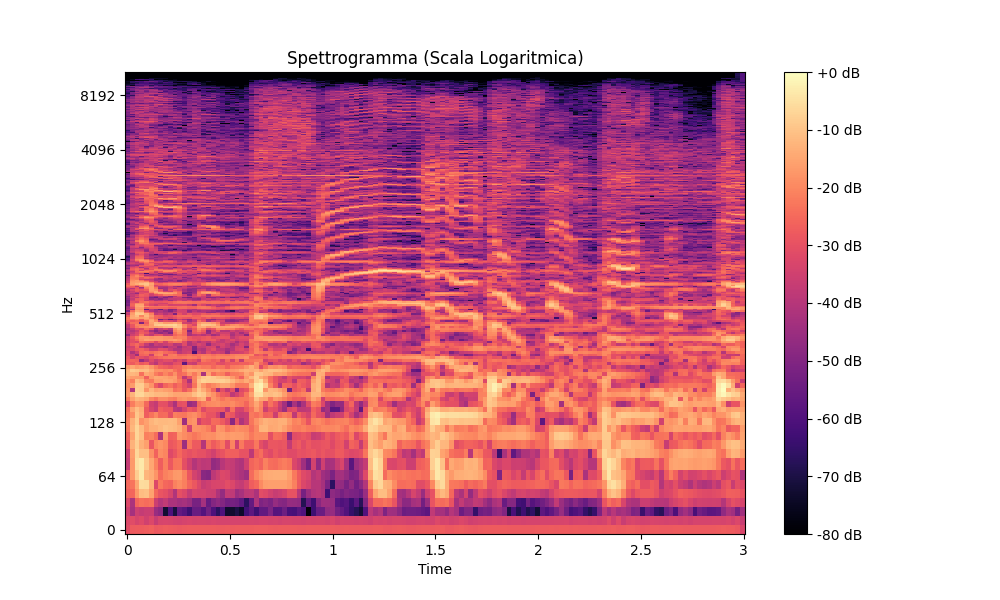 Spettrogramma (Scala Logaritmica)
8192
4096
2048
1024
512
256
128
64
0
Hz
0
0.5
1
1.5
2
2.5
3
Time
+0 dB
-10 dB
-20 dB
-30 dB
-40 dB
-50 dB
-60 dB
-70 dB
-80 dB